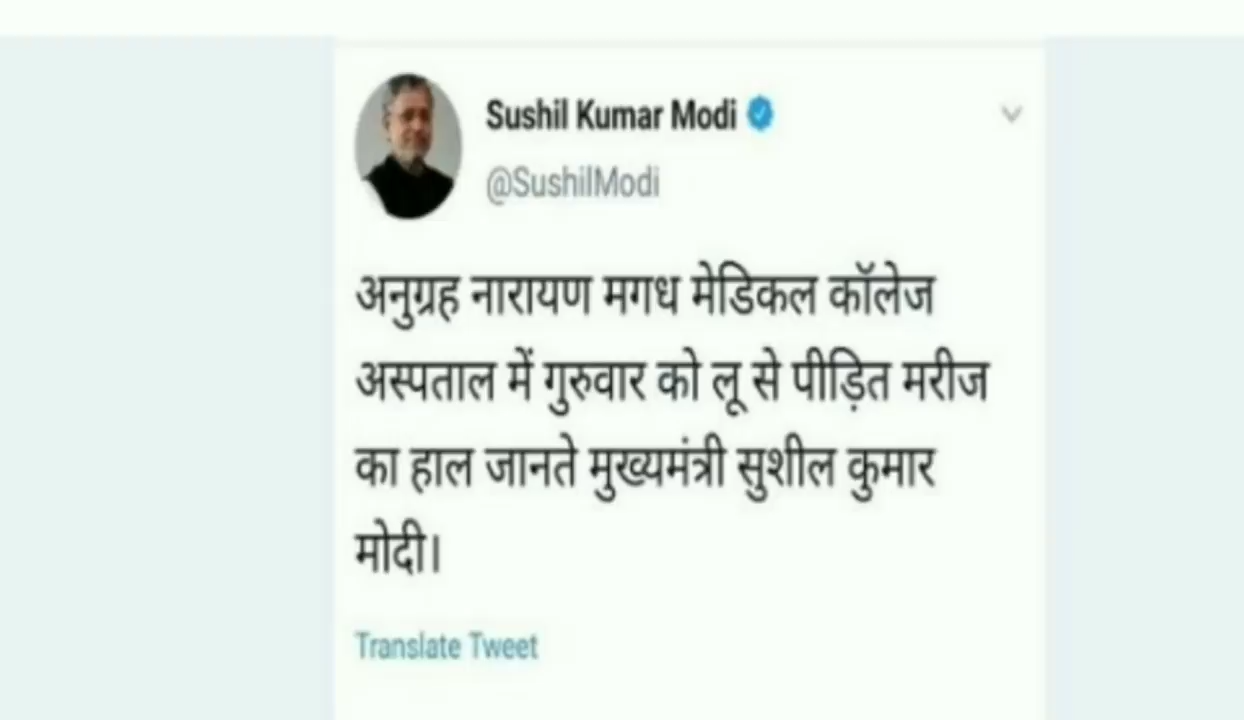 Sushil Kumar Modi
@SushilModi
अनुग्रह नारायण मगध मेडिकल कॉलेज
अस्पताल में गुरुवार को लू से पीड़ित मरीज
का हाल जानते मुख्यमंत्री सुशील कुमार
मोदी।
Translate Tweet